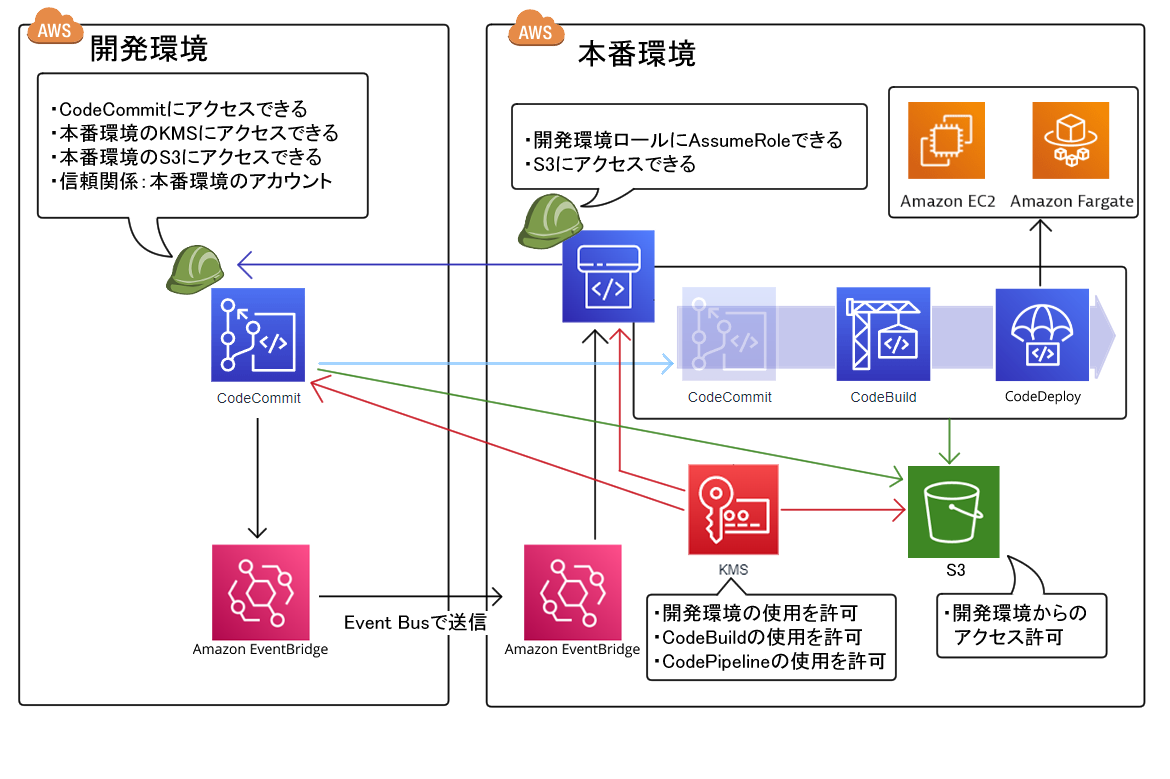 AWS
開発環境
・CodeCommitにアクセスできる
・本番環境のKMSにアクセスできる
・本番環境のS3にアクセスできる
・信頼関係：本番環境のアカウント
CodeCommit
Amazon EventBridge
Event Busで送信
AWS
本番環境
・開発環境ロールにAssumeRoleできる
・S3にアクセスできる
Amazon EC2
Amazon Fargate
CodeCommit
CodeBuild
CodeDeploy
Amazon EventBridge
KMS
・開発環境の使用を許可
・CodeBuildの使用を許可
・CodePipelineの使用を許可
S3
・開発環境からの
アクセス許可